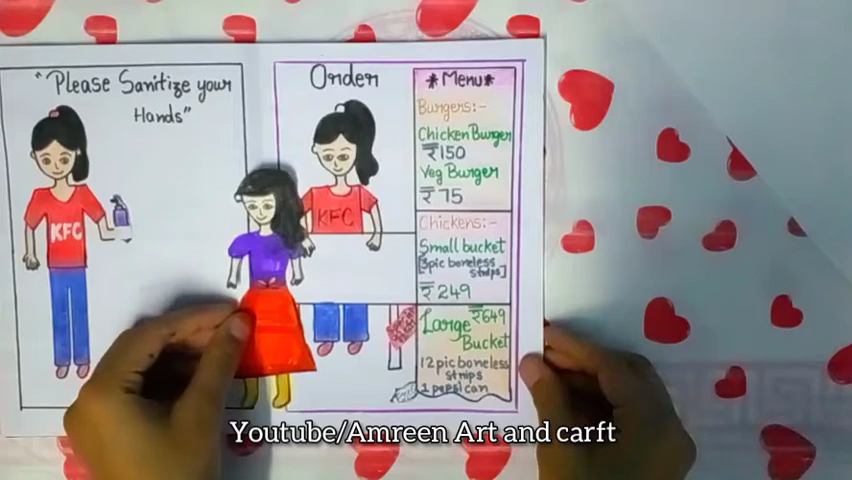 "Please Sanitize your
Hands"
KFC
Order
KFC
*Menu*
Burgers:-
Chicken Burger
₹150
Veg Burger
₹75
Chickens:-
Small bucket
[3pic boneless
strips]
₹249
Large ₹649
Bucket
12 pic boneless
strips
1 pepsi can
Youtube/Amreen Art and carft